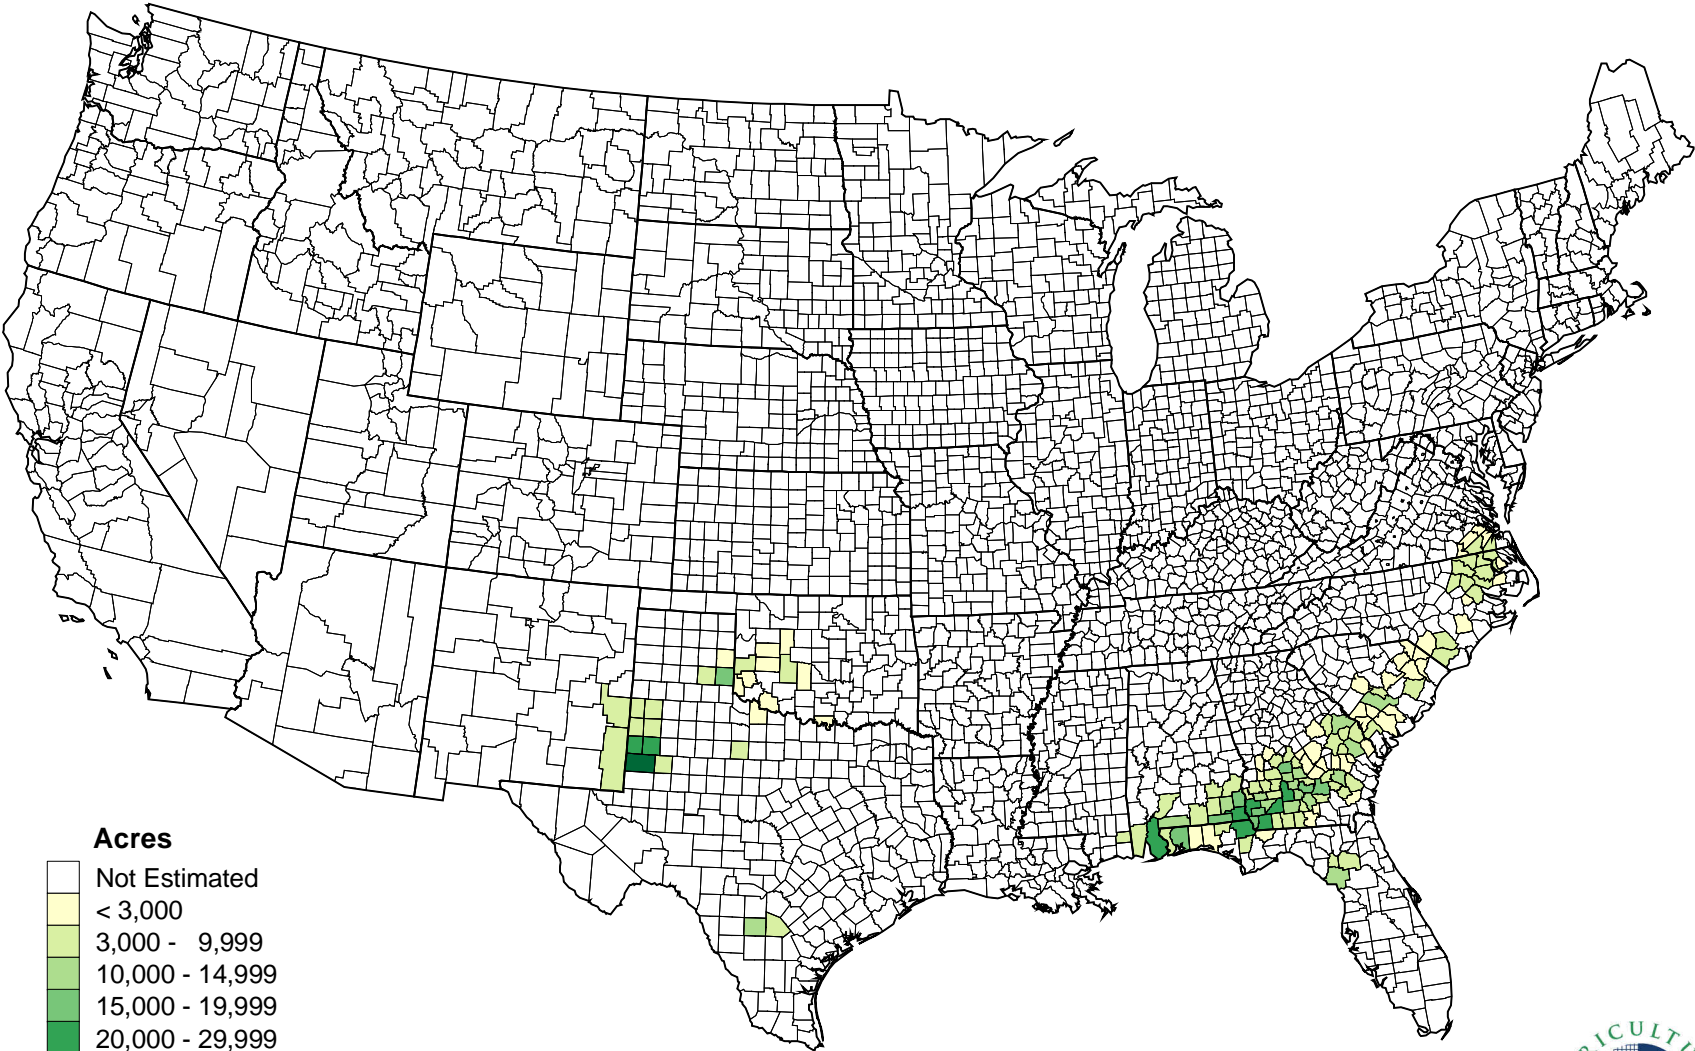 Acres
Not Estimated
< 3,000
3,000 - 9,999
10,000 - 14,999
15,000 - 19,999
20,000 - 29,999
RICULTU